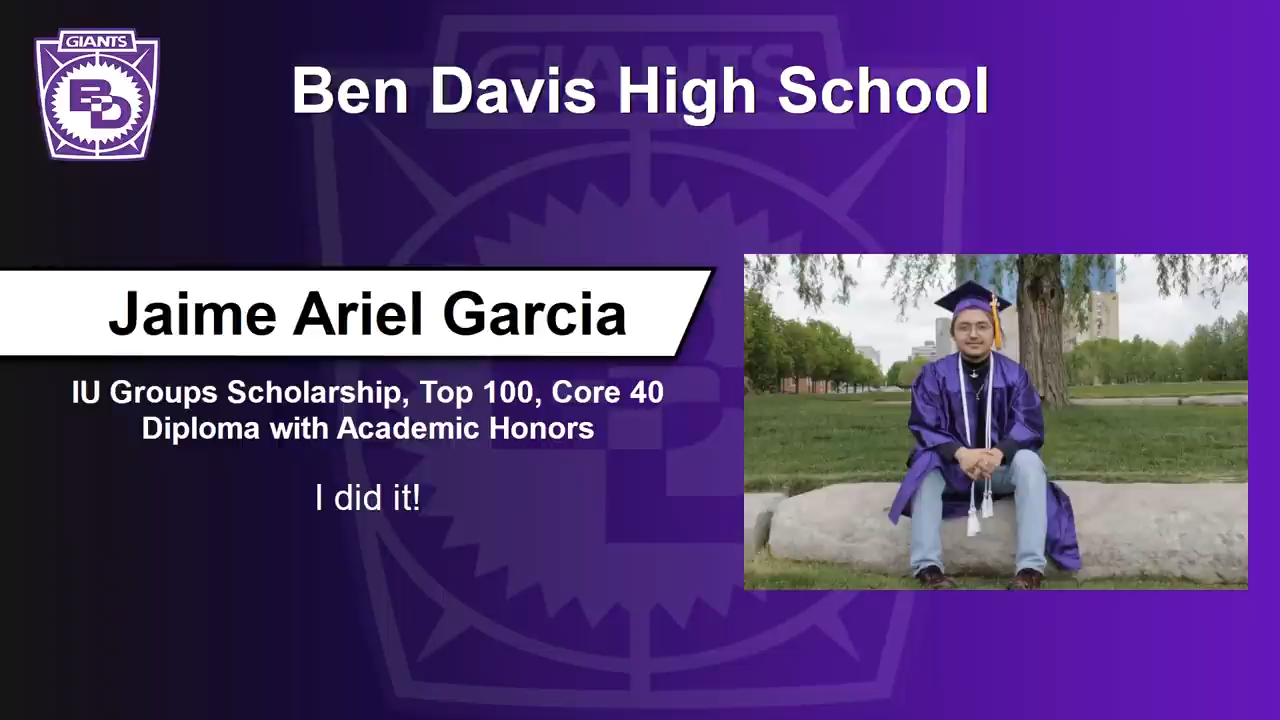 GIANTS
BD
Ben Davis High School
Jaime Ariel Garcia
IU Groups Scholarship, Top 100, Core 40
Diploma with Academic Honors
I did it!